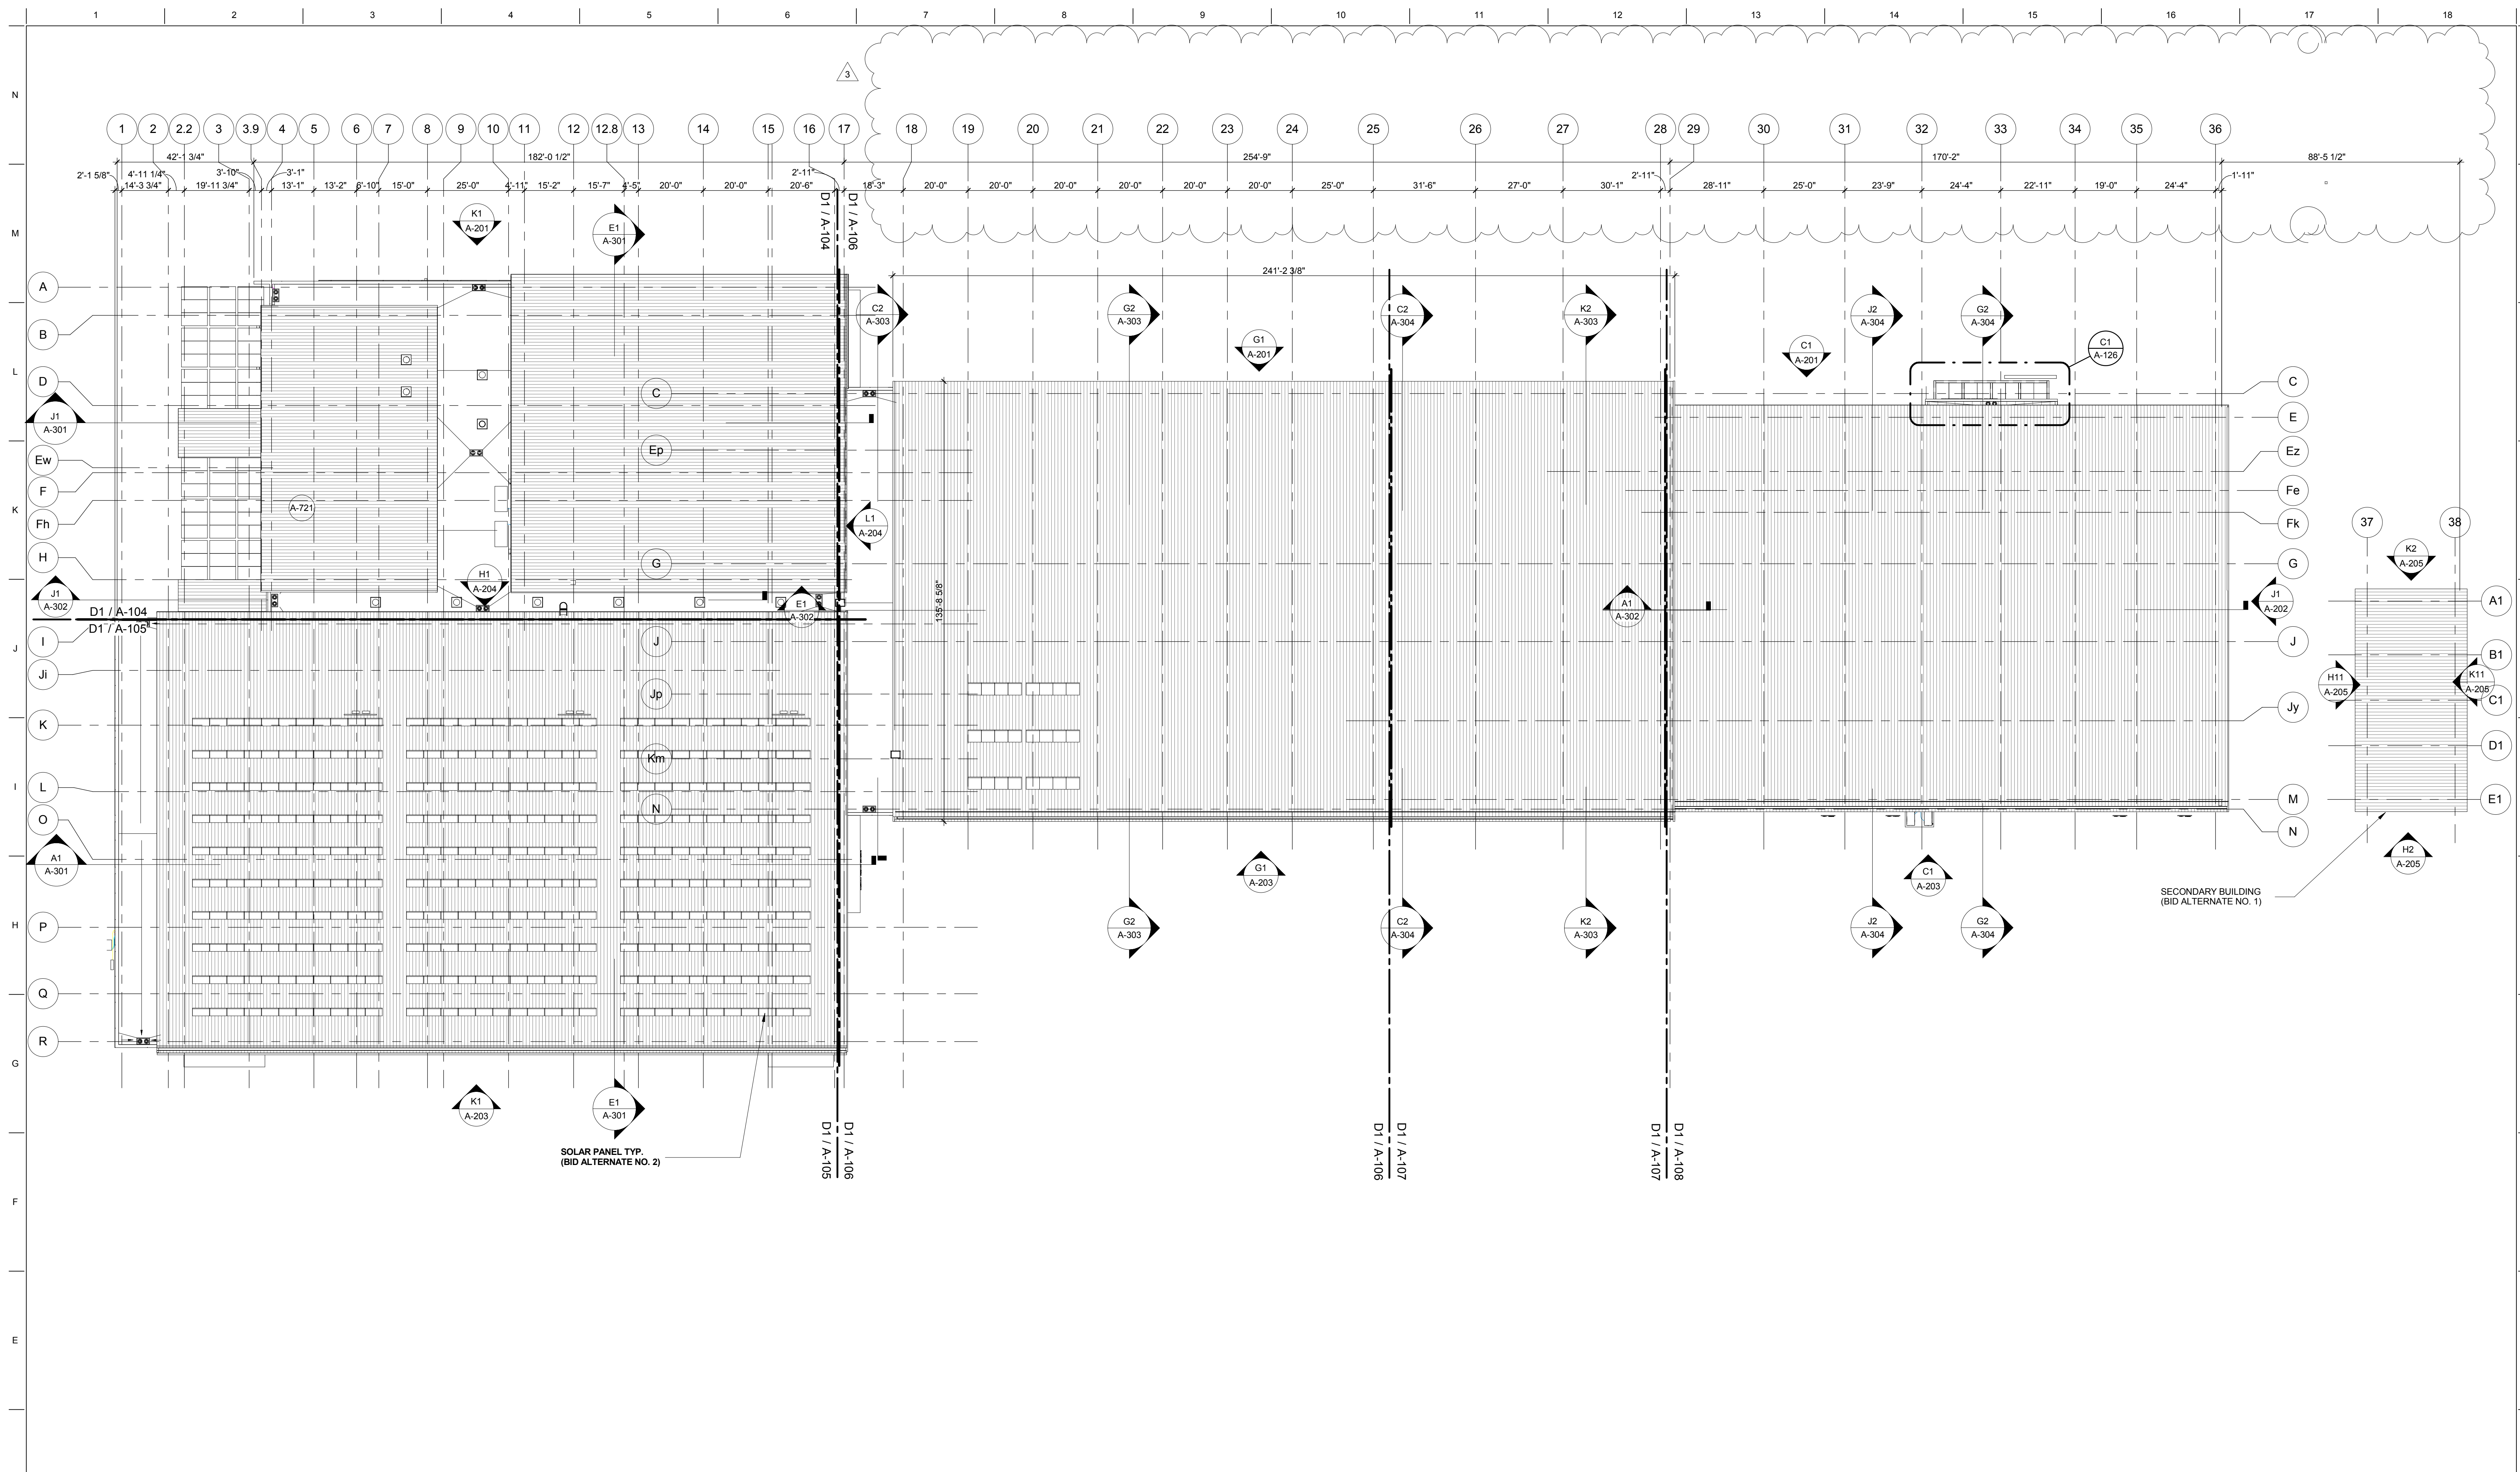 1 2 3 4 5 6 7 8 9 10 11 12 13 14 15 16 17 18
N
3
1 2 2.2 3 3.9 4 5 6 7 8 9 10 11 12 12.8 13 14 15 16 17 18 19 20 21 22 23 24 25 26 27 28 29 30 31 32 33 34 35 36
42'-1 3/4" 182'-0 1/2" 254'-9" 170'-2" 88'-5 1/2"
2'-1 5/8" 4'-11 1/4" 3'-10" 3'-1" 2'-11" 2'-11" 1'-11"
14'-3 3/4" 19'-11 3/4" 13'-1" 13'-2" 6'-10" 15'-0" 25'-0" 4'-11" 15'-2" 15'-7" 4'-5" 20'-0" 20'-0" 20'-6" 18'-3" 20'-0" 20'-0" 20'-0" 20'-0" 20'-0" 20'-0" 25'-0" 31'-6" 27'-0" 30'-1" 28'-11" 25'-0" 23'-9" 24'-4" 22'-11" 19'-0" 24'-4"
D1 / A-104
D1 / A-106
K1
A-201
E1
A-301
M
241'-2 3/8"
A
C2
A-303
G2
A-303
C2
A-304
K2
A-303
J2
A-304
G2
A-304
B
G1
A-201
C1
A-201
C1
A-126
L
D
C
C
J1
A-301
E
Ew
Ep
Ez
F
Fe
K
A-721
Fh
L1
A-204
Fk
37
38
H
G
G
K2
A-205
H1
A-204
J1
A-302
E1
A-302
135'-8 5/8"
A1
A-302
J1
A-202
A1
D1 / A-104
D1 / A-105
I
J
J
J
B1
Ji
Jp
H11
A-205
K11
A-205
C1
Jy
K
Km
D1
I
L
N
M
E1
O
N
A1
A-301
G1
A-203
C1
A-203
H2
A-205
SECONDARY BUILDING
(BID ALTERNATE NO. 1)
H
P
G2
A-303
C2
A-304
K2
A-303
J2
A-304
G2
A-304
Q
R
G
K1
A-203
E1
A-301
D1 / A-105
D1 / A-106
D1 / A-106
D1 / A-107
D1 / A-107
D1 / A-108
SOLAR PANEL TYP.
(BID ALTERNATE NO. 2)
F
E